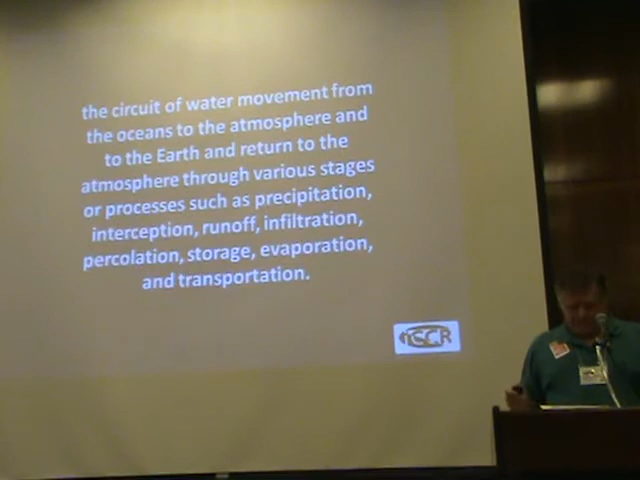 the circuit of water movement from
the oceans to the atmosphere and
to the Earth and return to the
atmosphere through various stages
or processes such as precipitation,
interception, runoff, infiltration,
percolation, storage, evaporation,
and transportation.